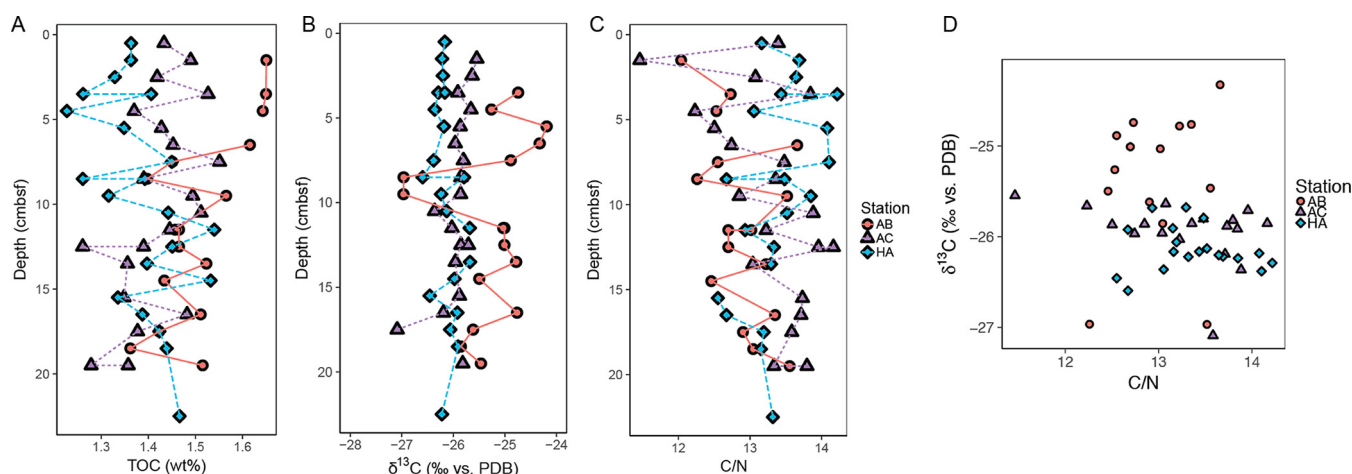 A
0
5
10
15
20
Depth (cmbsf)
1.3
1.4
1.5
1.6
TOC (wt%)
B
0
5
10
15
20
Depth (cmbsf)
−28
−27
−26
−25
−24
δ¹³C (‰ vs. PDB)
C
0
5
10
15
20
Depth (cmbsf)
12
13
14
C/N
Station
AB
AC
HA
D
−25
−26
−27
δ¹³C (‰ vs. PDB)
12
13
14
C/N
Station
AB
AC
HA